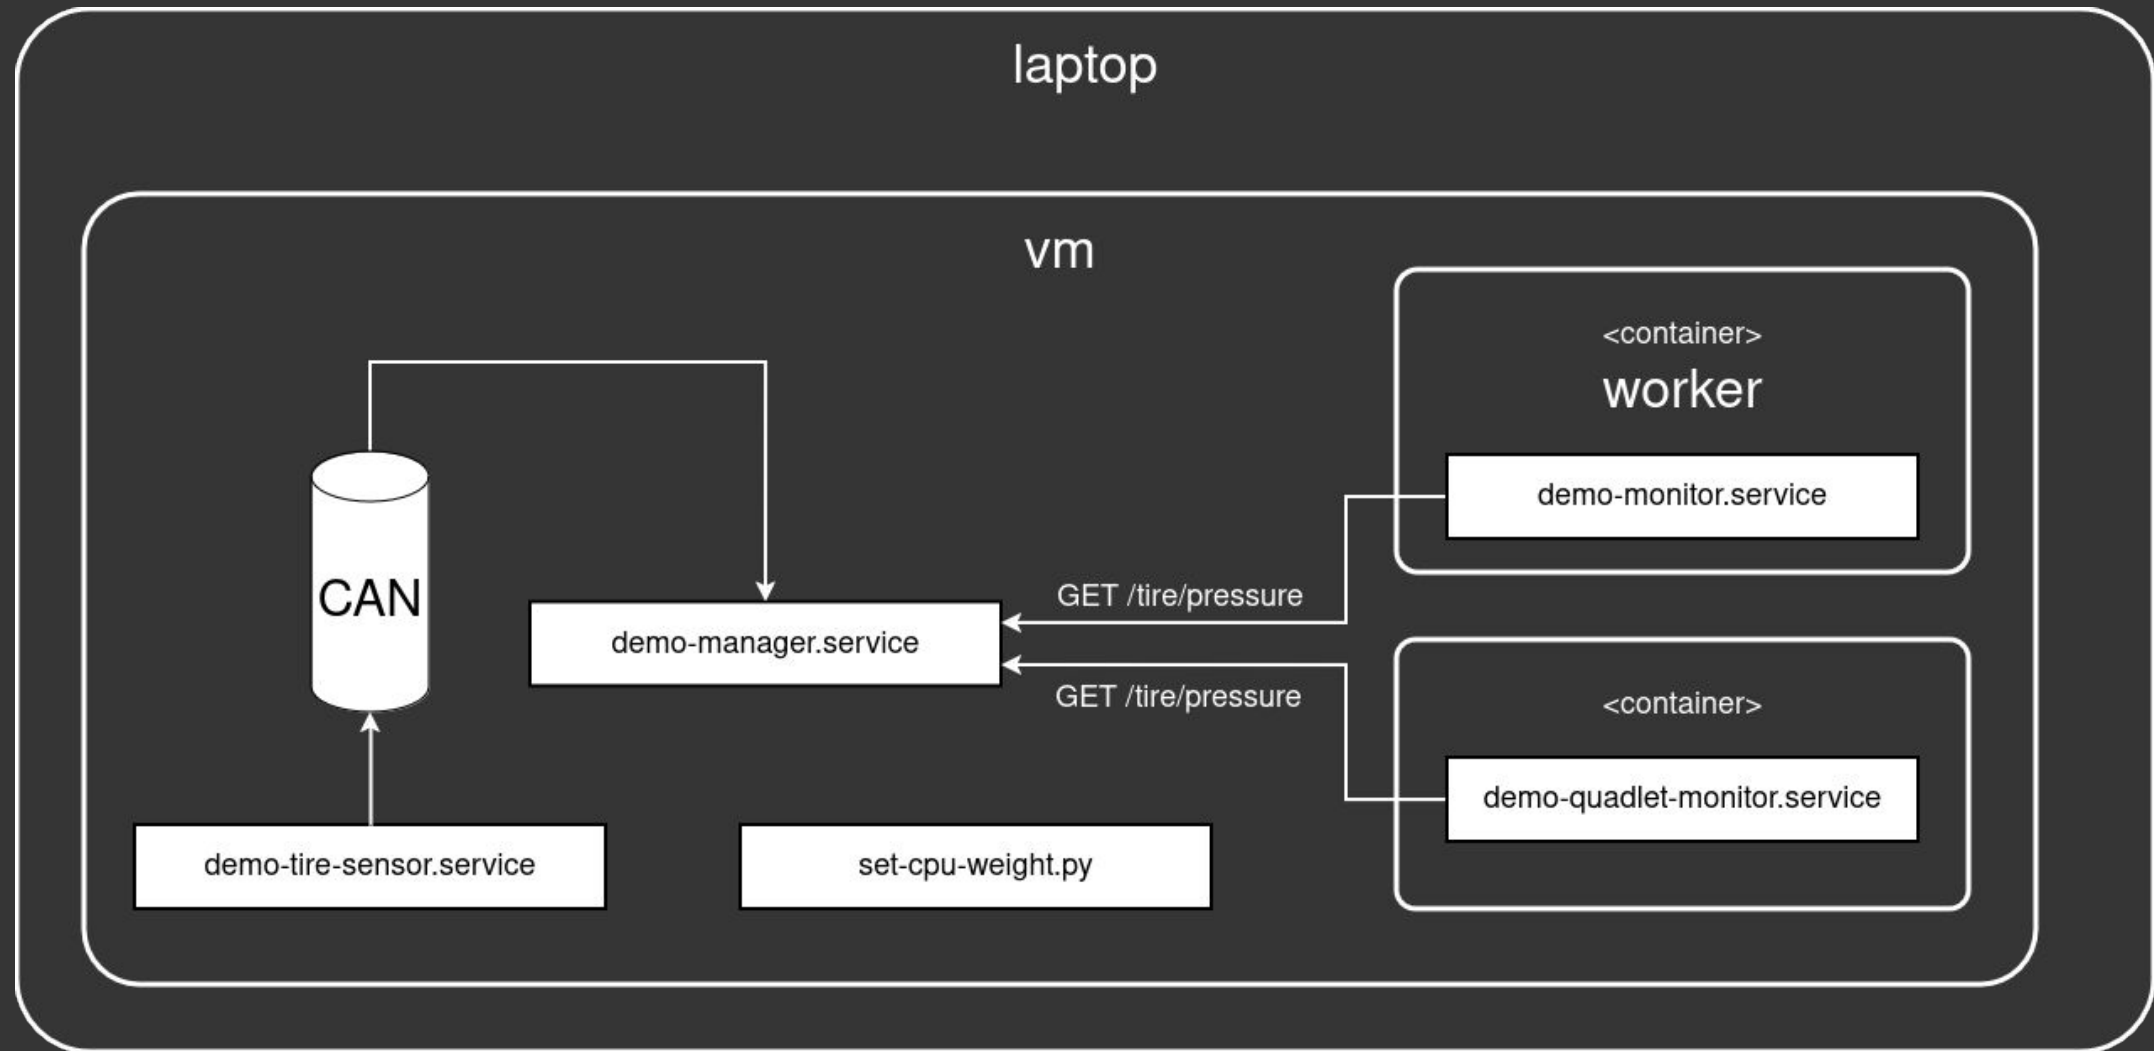 laptop
vm
<container>
worker
demo-monitor.service
CAN
GET /tire/pressure
demo-manager.service
GET /tire/pressure
<container>
demo-quadlet-monitor.service
demo-tire-sensor.service
set-cpu-weight.py